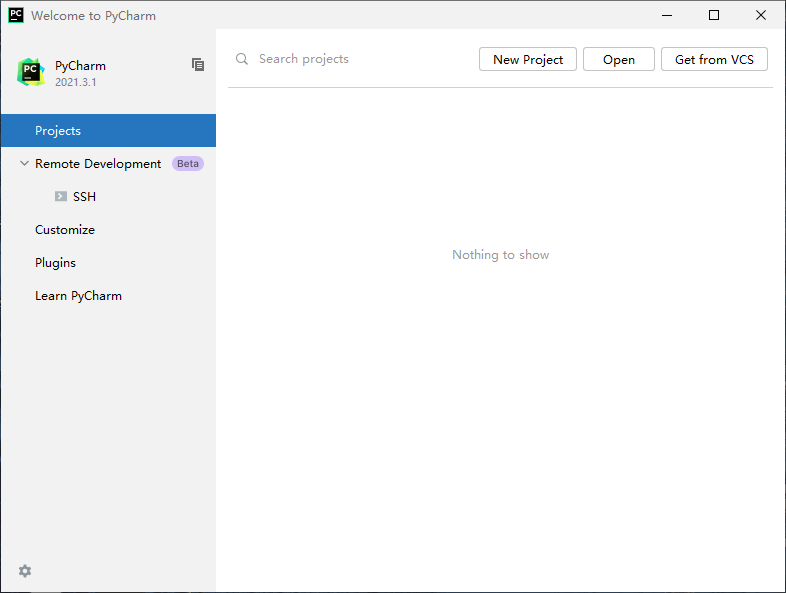 Welcome to PyCharm
PC
PyCharm
2021.3.1
Projects
Remote Development Beta
SSH
Customize
Plugins
Learn PyCharm
Search projects
New Project
Open
Get from VCS
Nothing to show